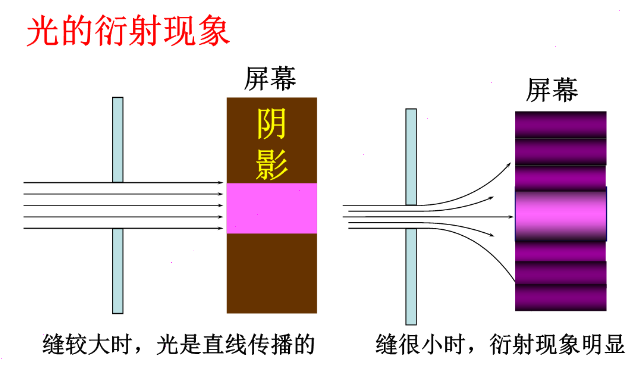 光的衍射现象
屏幕
屏幕
阴
影
缝较大时，光是直线传播的
缝很小时，衍射现象明显